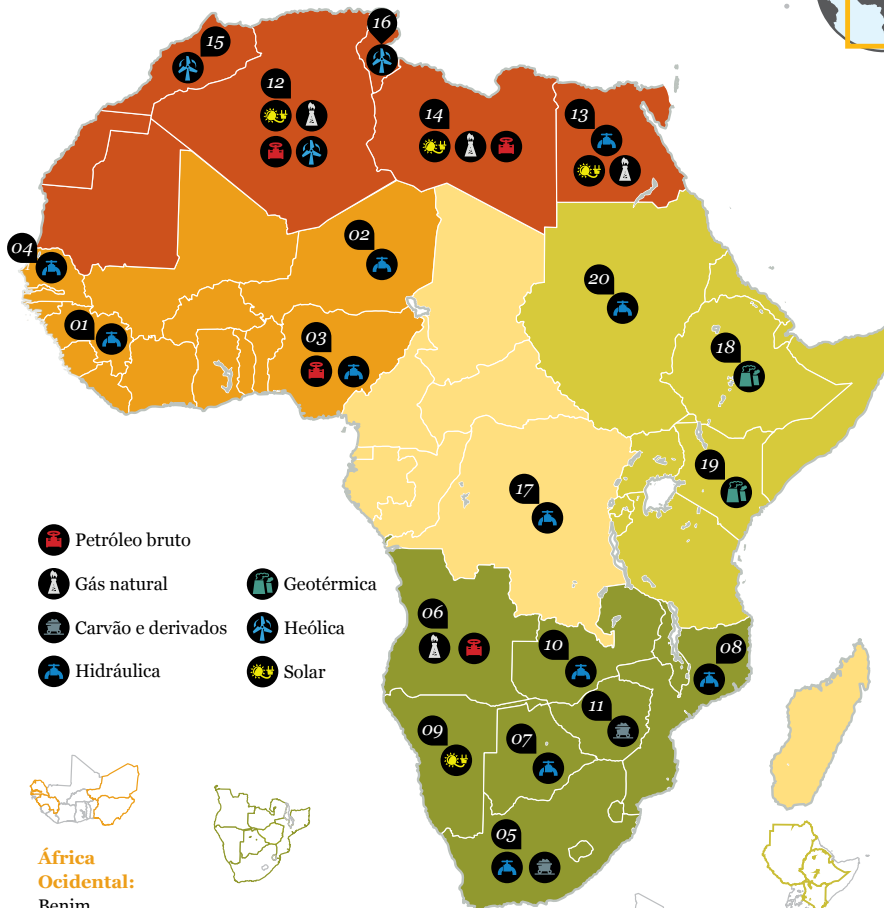 16
15
12
14
13
04
02
20
01
03
18
19
17
Petróleo bruto
Gás natural
Geotérmica
Carvão e derivados
Heólica
Hidráulica
Solar
06
10
08
11
09
07
05
África
Ocidental:
Benim